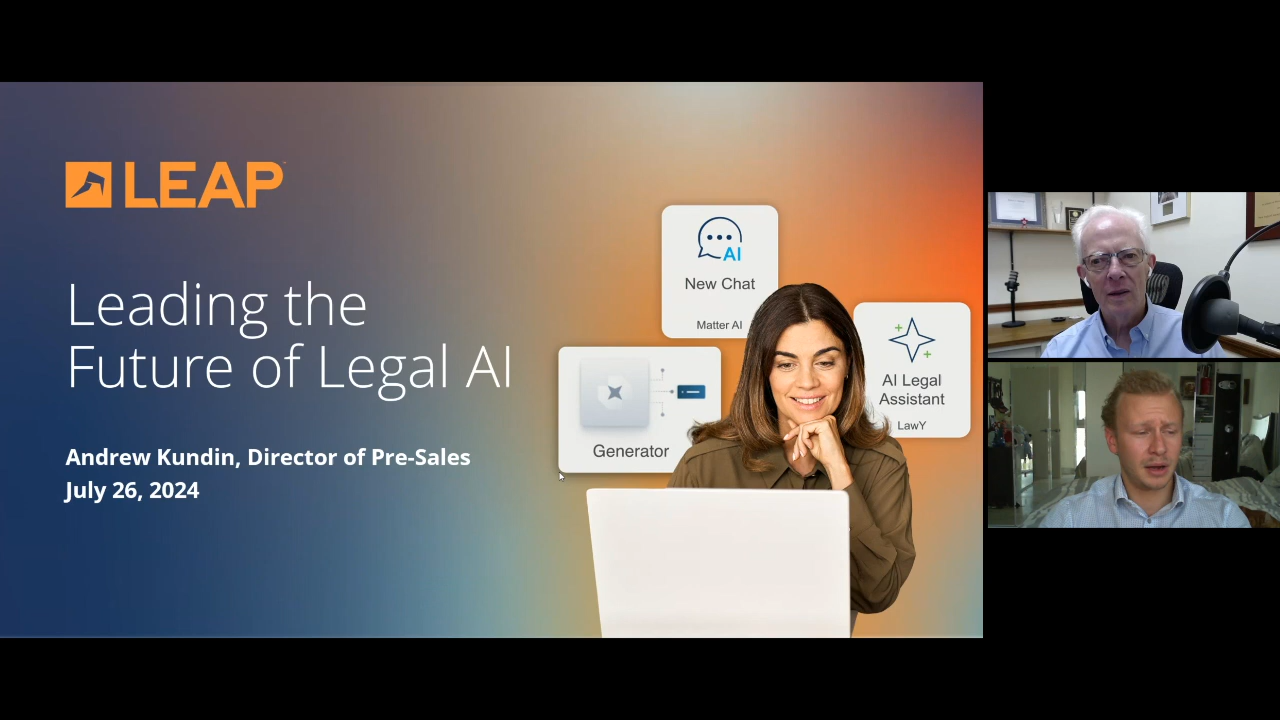 LEAP
Leading the
Future of Legal AI
Andrew Kundin, Director of Pre-Sales
July 26, 2024
AI
New Chat
Matter AI
Generator
AI Legal
Assistant
LawY